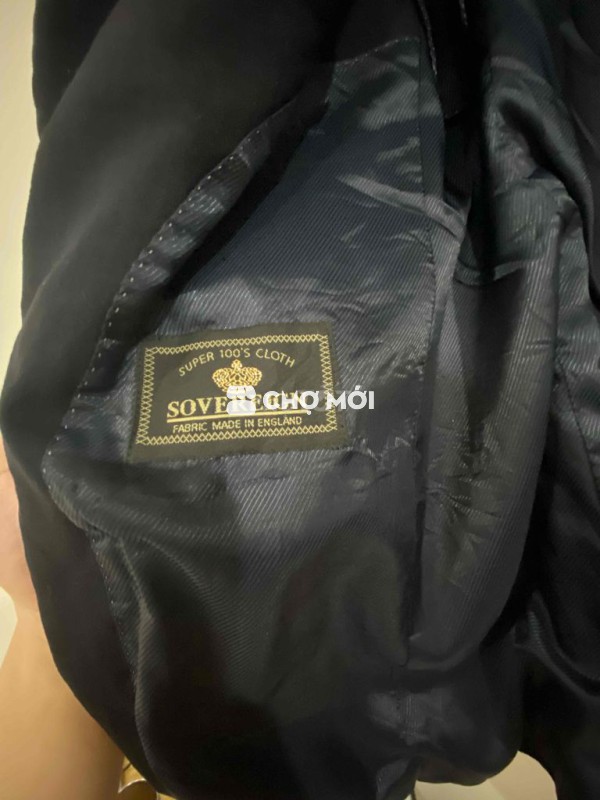 SUPER 100'S CLOTH
CHỢ MỚI
FABRIC MADE IN ENGLAND